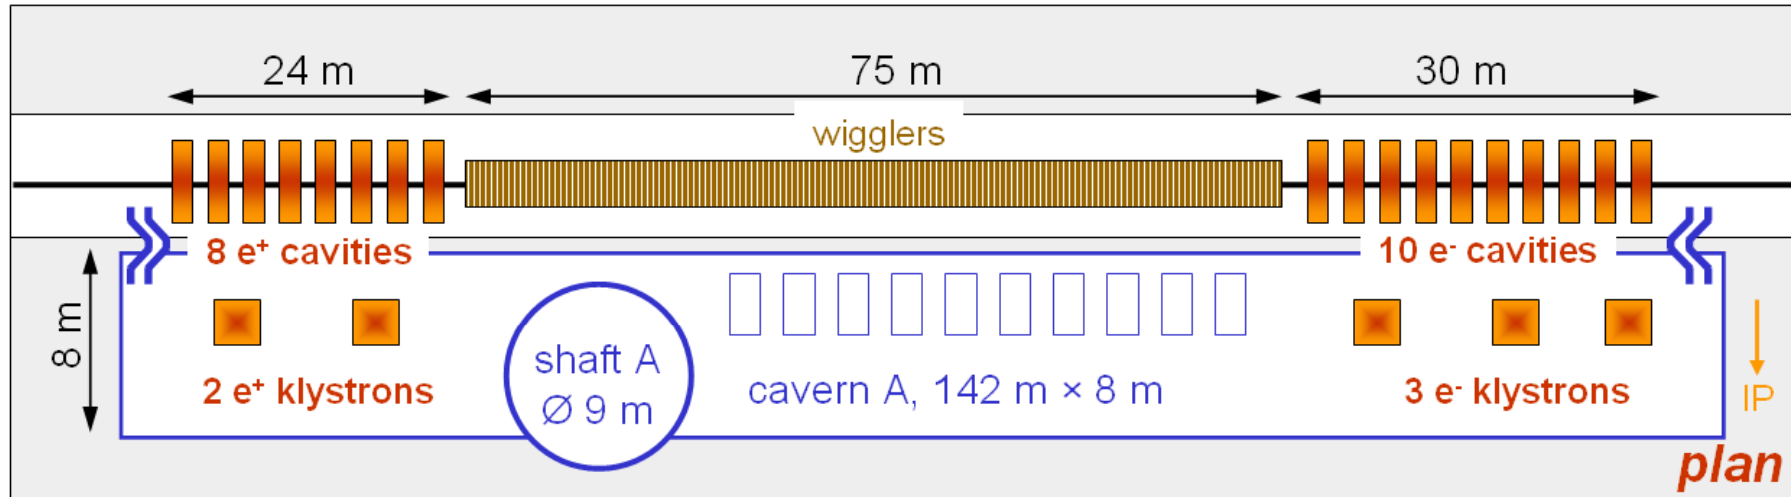 24 m
75 m
30 m
wigglers
8 e⁺ cavities
10 e⁻ cavities
8 m
shaft A
Ø 9 m
2 e⁺ klystrons
cavern A, 142 m × 8 m
3 e⁻ klystrons
IP
plan